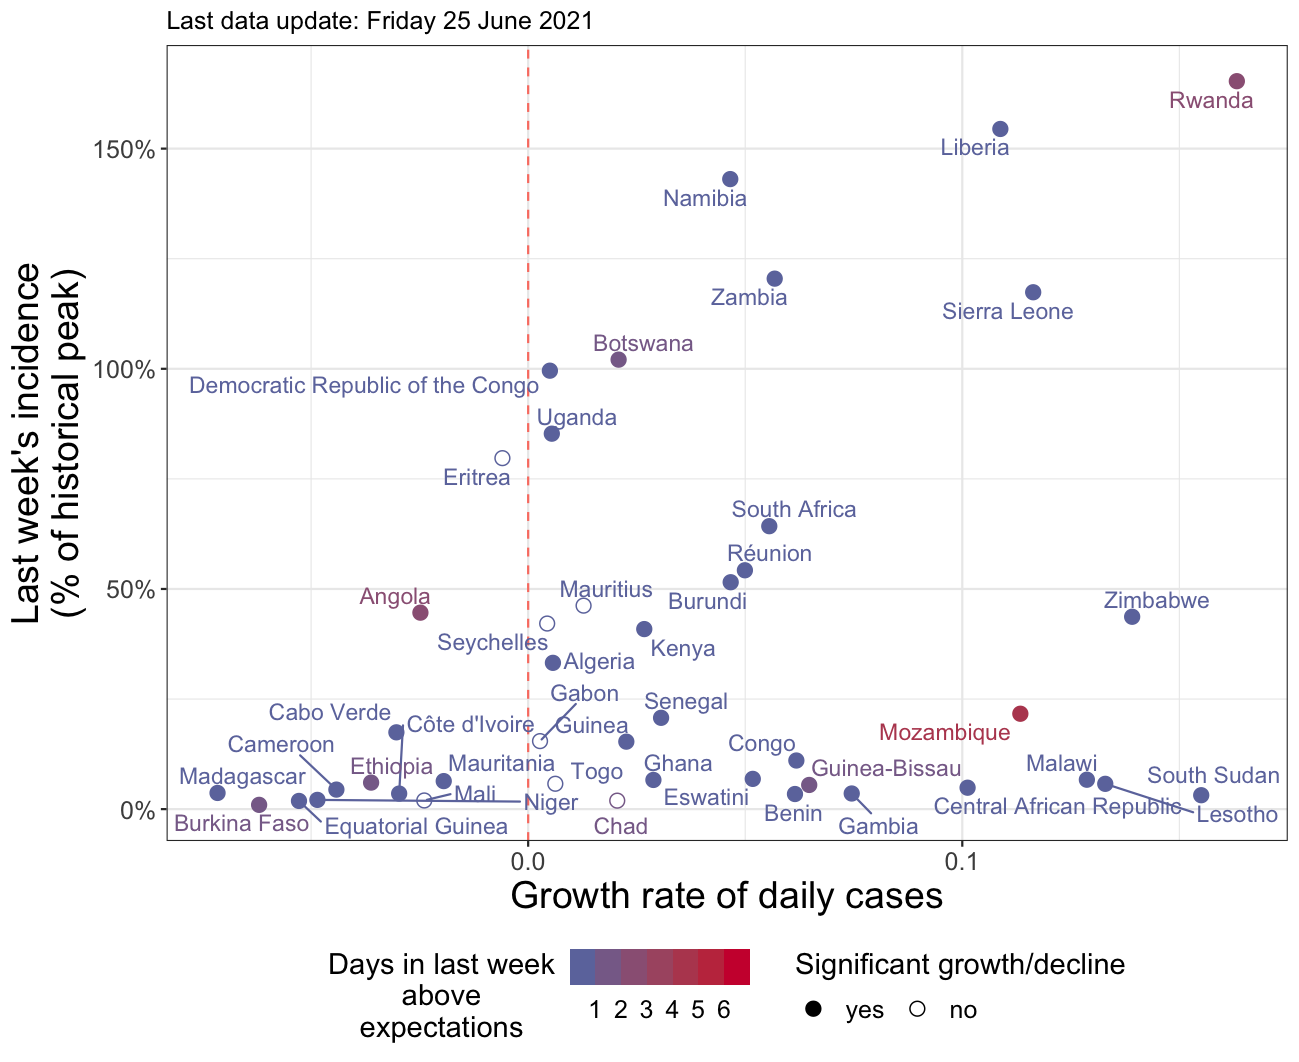 Last data update: Friday 25 June 2021
Rwanda
150%
Liberia
Namibia
Zambia
Sierra Leone
Botswana
100%
Democratic Republic of the Congo
Uganda
Eritrea
Last week's incidence
(% of historical peak)
South Africa
Réunion
50%
Mauritius
Angola
Burundi
Zimbabwe
Seychelles
Kenya
Algeria
Gabon
Senegal
Cabo Verde
Côte d'Ivoire
Guinea
Mozambique
Cameroon
Congo
Ethiopia
Mauritania
Togo
Ghana
Guinea-Bissau
Malawi
South Sudan
Madagascar
Mali
Eswatini
0%
Niger
Central African Republic
Benin
Lesotho
Burkina Faso
Equatorial Guinea
Chad
Gambia
0.0
0.1
Growth rate of daily cases
Days in last week
above
expectations
1 2 3 4 5 6
Significant growth/decline
yes
no